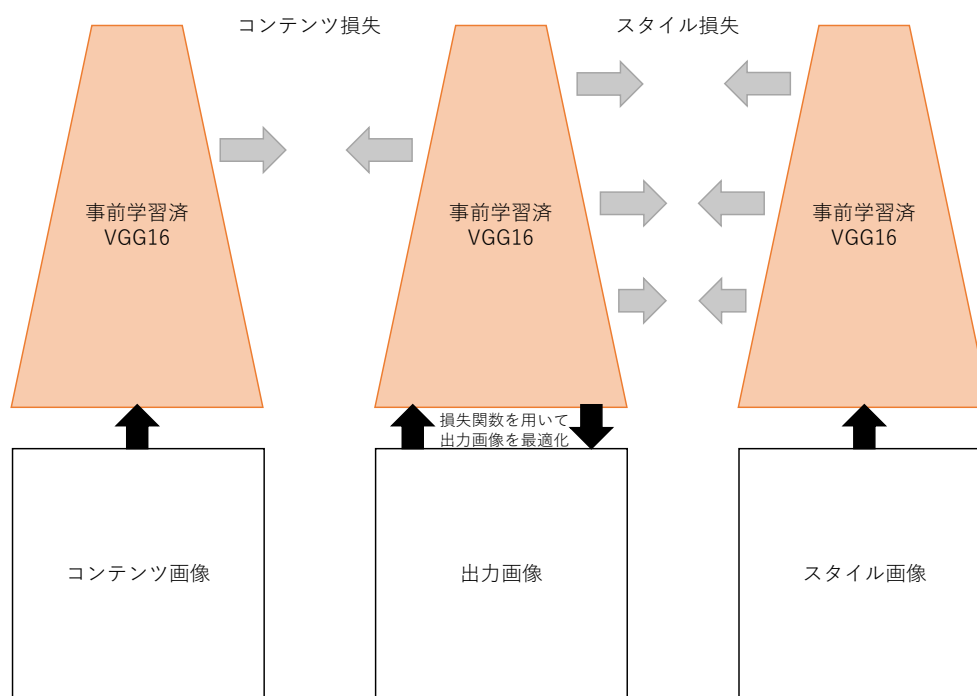 コンテンツ損失
スタイル損失
事前学習済
VGG16
事前学習済
VGG16
事前学習済
VGG16
損失関数を用いて
出力画像を最適化
コンテンツ画像
出力画像
スタイル画像